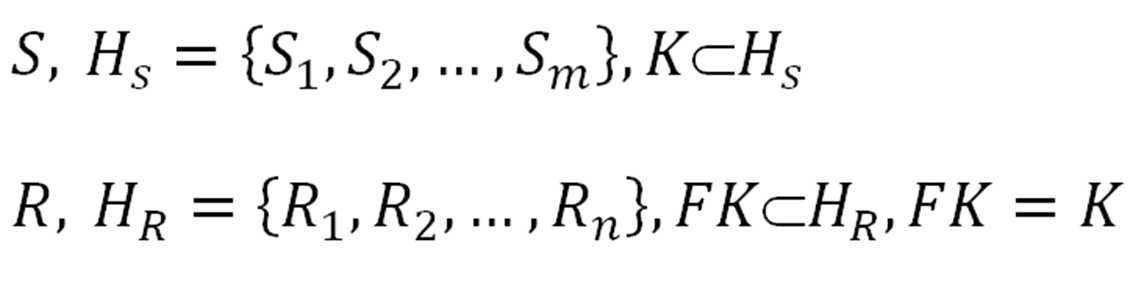 S, H_s = {S_1, S_2, … , S_m}, K⊂H_s
R, H_R = {R_1, R_2, … , R_n}, FK⊂H_R, FK = K